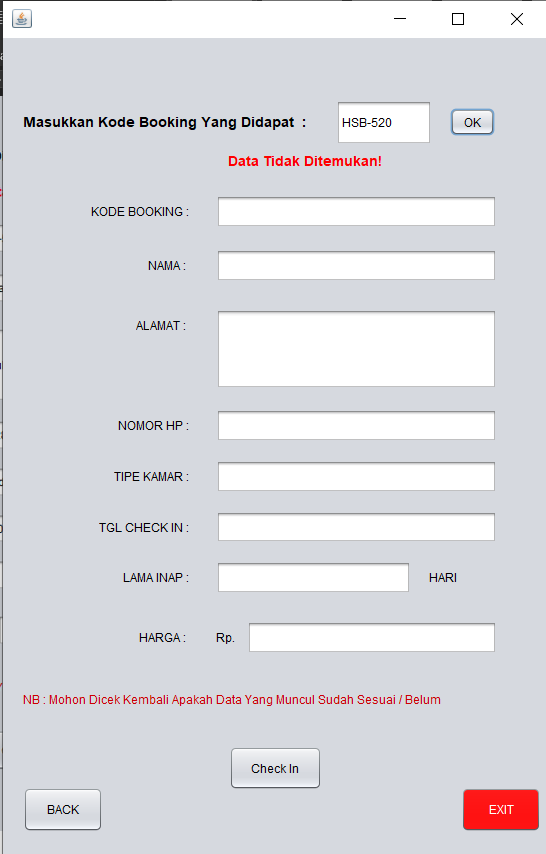 Masukkan Kode Booking Yang Didapat :
HSB-520
OK
Data Tidak Ditemukan!
KODE BOOKING :
NAMA :
ALAMAT :
NOMOR HP :
TIPE KAMAR :
TGL CHECK IN :
LAMA INAP :
HARI
HARGA :
Rp.
NB : Mohon Dicek Kembali Apakah Data Yang Muncul Sudah Sesuai / Belum
Check In
BACK
EXIT